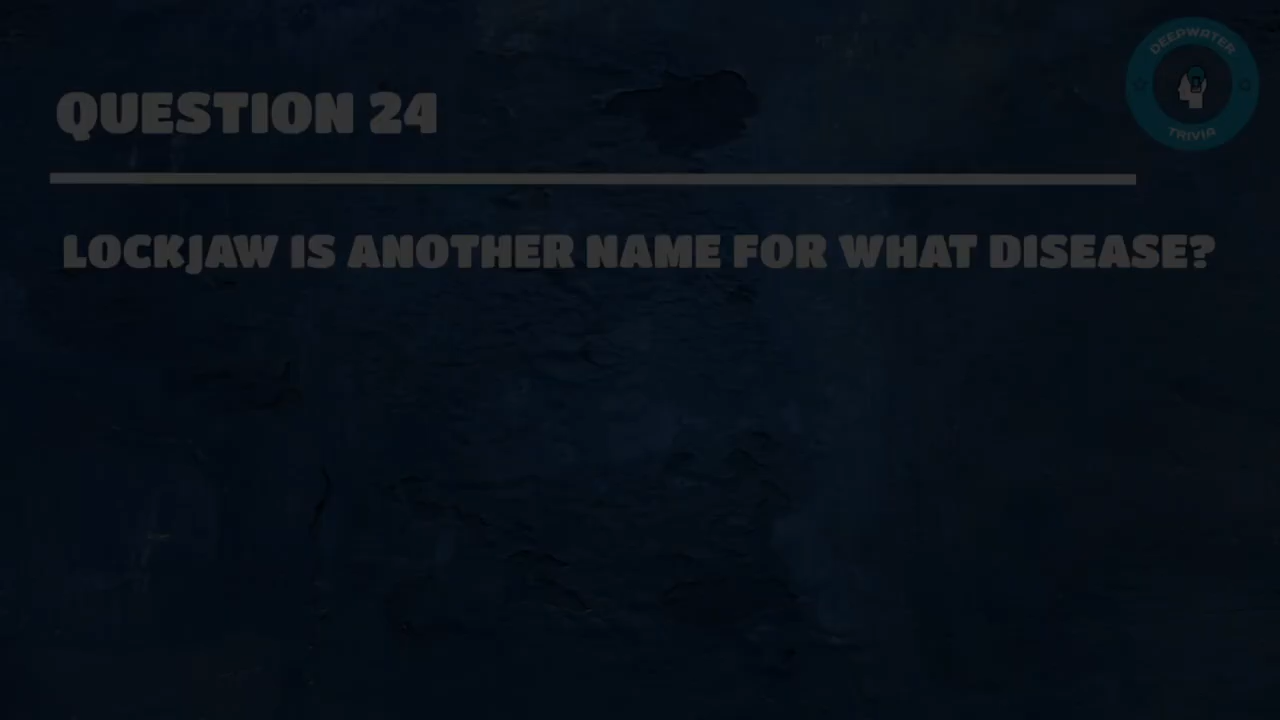 DEEPWATER
TRIVIA
QUESTION 24
LOCKJAW IS ANOTHER NAME FOR WHAT DISEASE?